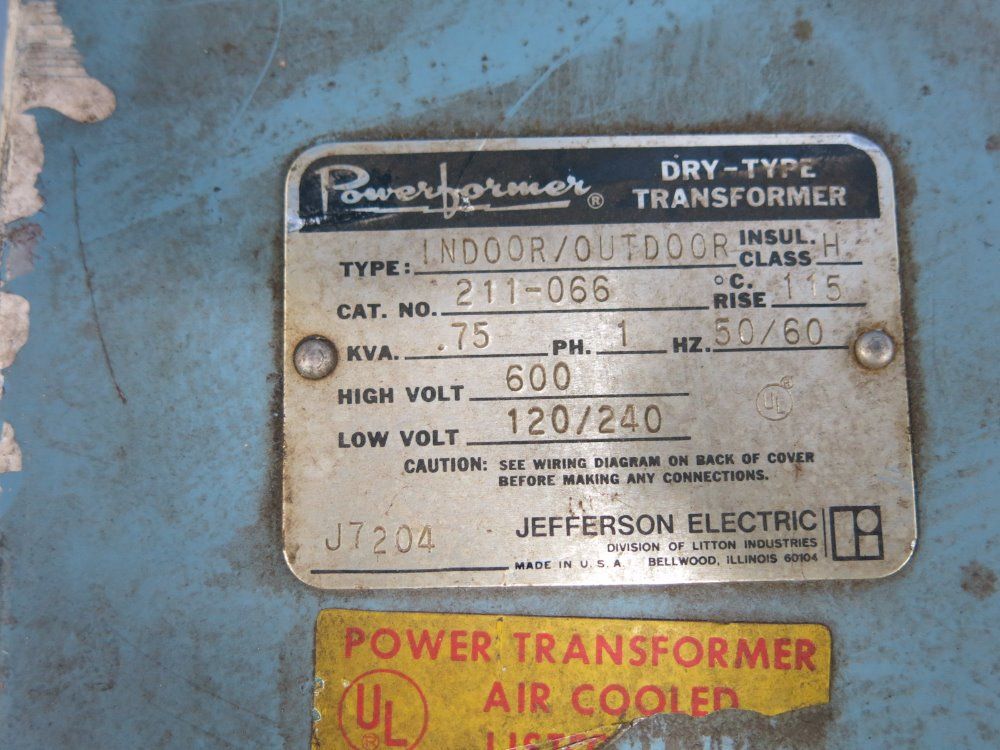 Powerformer ® DRY-TYPE
TRANSFORMER
TYPE: INDOOR/OUTDOOR INSUL. CLASS H
CAT. NO. 211-066 °C. RISE 115
KVA. .75 PH. 1 HZ. 50/60
HIGH VOLT 600
UL ®
LOW VOLT 120/240
CAUTION: SEE WIRING DIAGRAM ON BACK OF COVER
BEFORE MAKING ANY CONNECTIONS.
J7204
JEFFERSON ELECTRIC
DIVISION OF LITTON INDUSTRIES
MADE IN U.S.A. BELLWOOD, ILLINOIS 60104
POWER TRANSFORMER
UL ®
AIR COOLED
LISTED